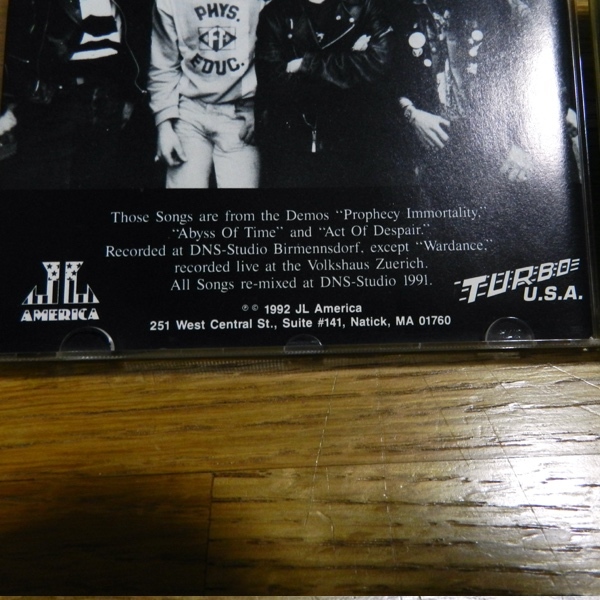 PHYS.
EDUC.
Those Songs are from the Demos "Prophecy Immortality,"
"Abyss Of Time" and "Act Of Despair."
Recorded at DNS-Studio Birmennsdorf, except "Wardance,"
recorded live at the Volkshaus Zuerich.
All Songs re-mixed at DNS-Studio 1991.
JL
AMERICA
TURBO
U.S.A.
℗ © 1992 JL America
251 West Central St., Suite #141, Natick, MA 01760